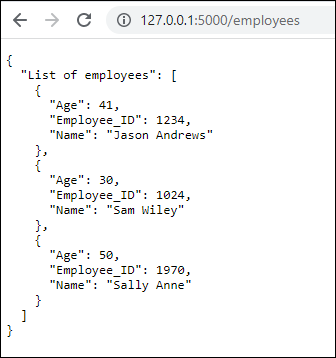 127.0.0.1:5000/employees
{
  "List of employees": [
    {
      "Age": 41,
      "Employee_ID": 1234,
      "Name": "Jason Andrews"
    },
    {
      "Age": 30,
      "Employee_ID": 1024,
      "Name": "Sam Wiley"
    },
    {
      "Age": 50,
      "Employee_ID": 1970,
      "Name": "Sally Anne"
    }
  ]
}